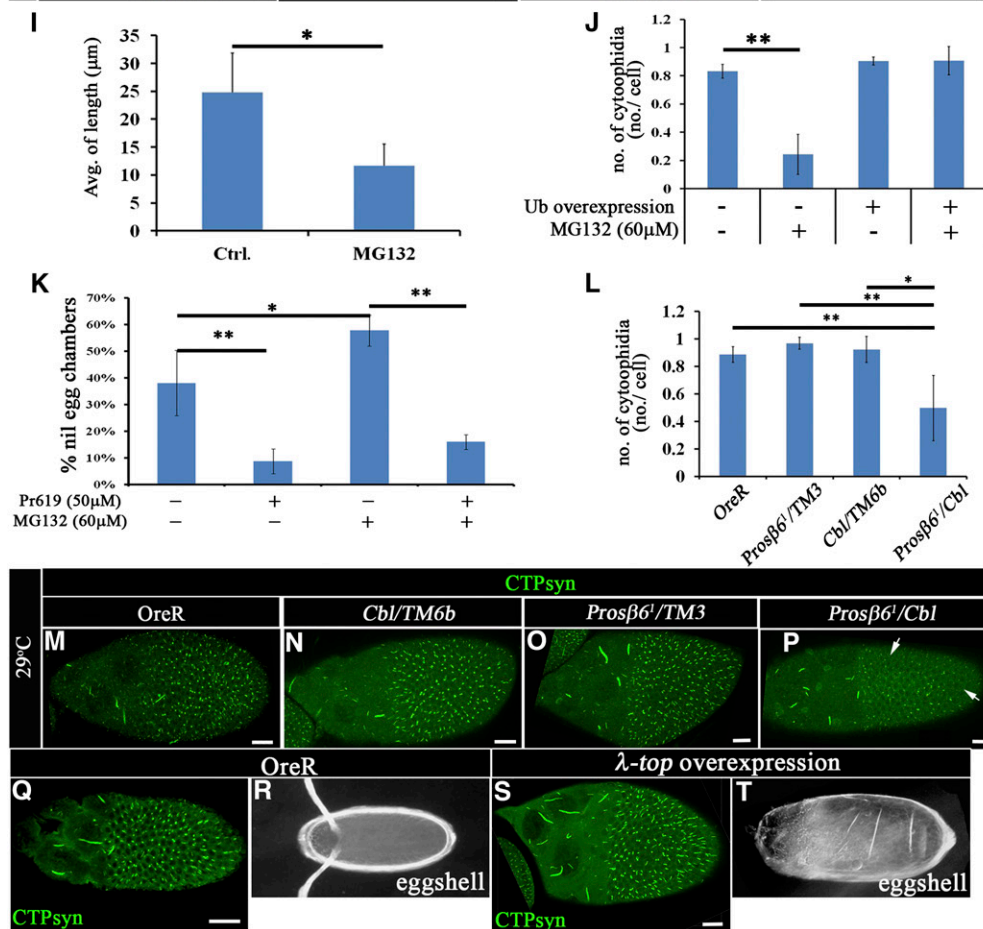 I
Avg. of length (µm)
40
35
30
25
20
15
10
5
0
*
Ctrl.
MG132
J
no. of cytoophidia
(no./ cell)
1
0.8
0.6
0.4
0.2
0
**
Ub overexpression - - + +
MG132 (60µM) - + - +
K
% nil egg chambers
70%
60%
50%
40%
30%
20%
10%
0%
**
*
**
Pr619 (50µM) – + – +
MG132 (60µM) – – + +
L
no. of cytoophidia
(no./ cell)
1.2
1
0.8
0.6
0.4
0.2
0
*
**
**
OreR
Prosβ6¹/TM3
Cbl/TM6b
Prosβ6¹/Cbl
CTPsyn
29°C
OreR
Cbl/TM6b
Prosβ6¹/TM3
Prosβ6¹/Cbl
M
N
O
P
OreR
λ-top overexpression
Q
CTPsyn
R
eggshell
S
CTPsyn
T
eggshell